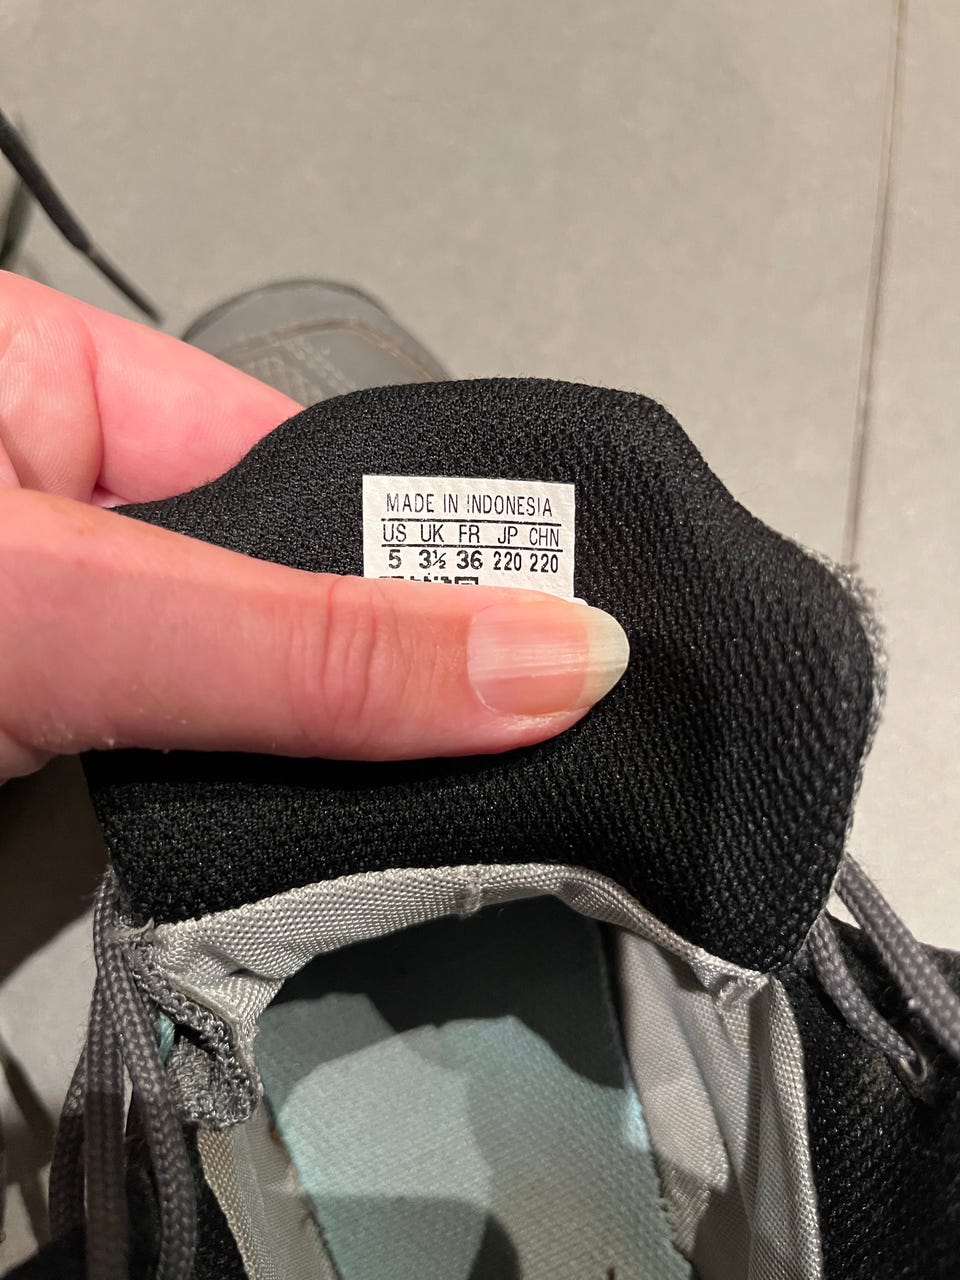 MADE IN INDONESIA
US UK FR JP CHN
5 3½ 36 220 220